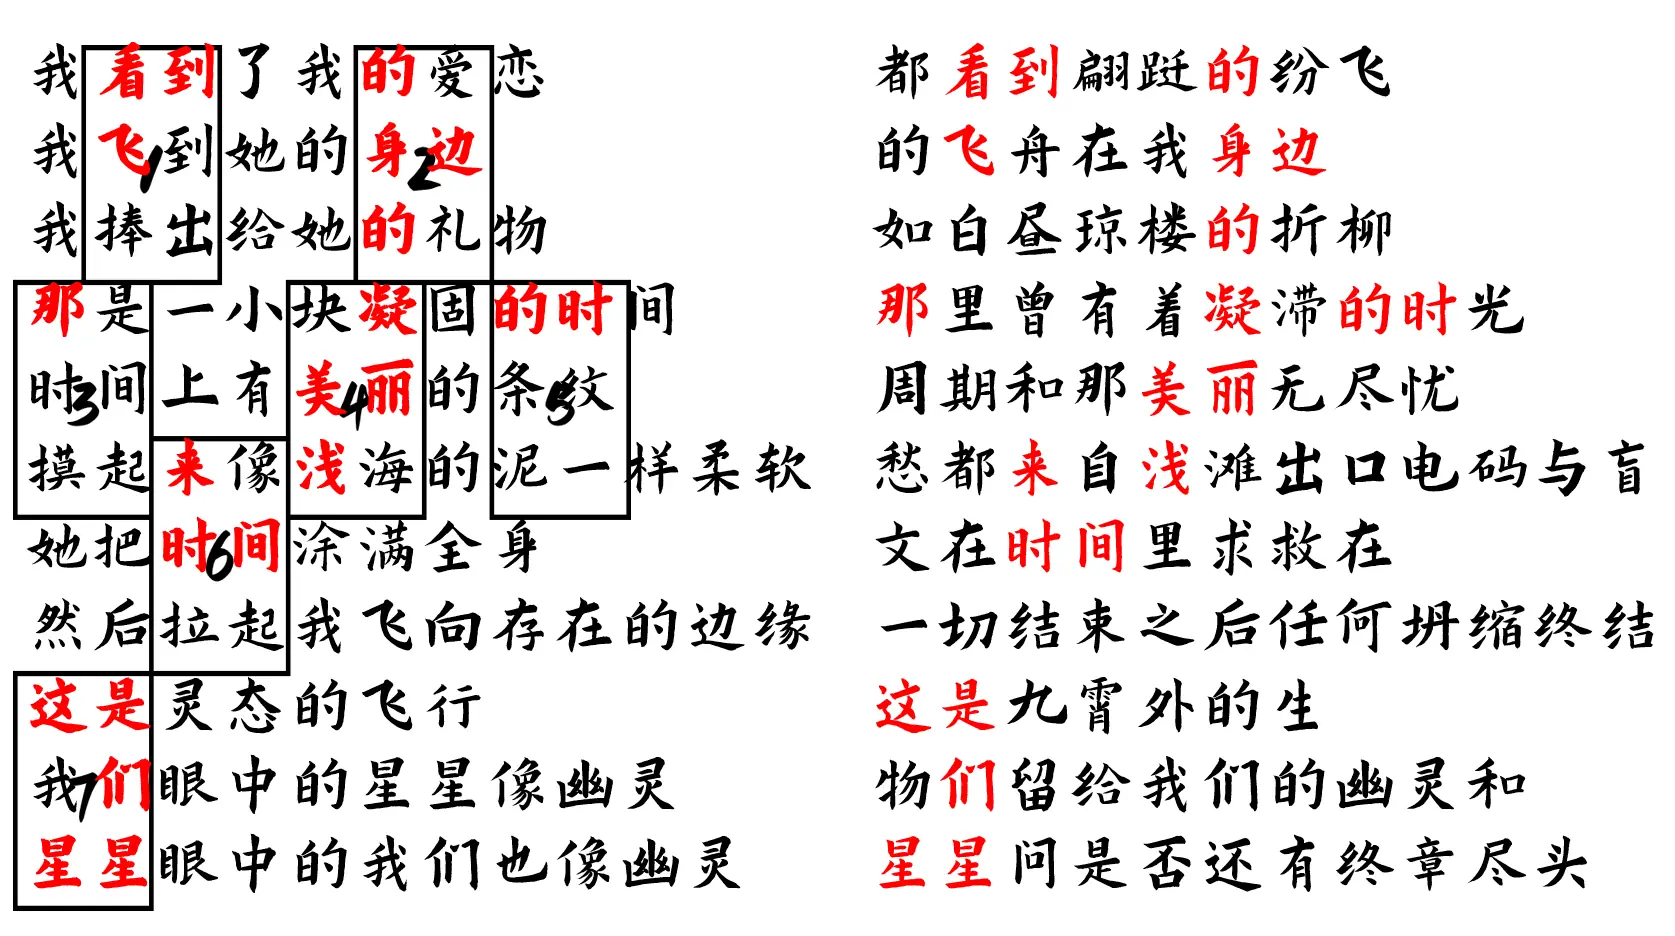 我看到了我的爱恋
我飞到她的身边
我捧出给她的礼物
那是一小块凝固的时间
时间上有美丽的条纹
摸起来像浅海的泥一样柔软
她把时间涂满全身
然后拉起我飞向存在的边缘
这是灵态的飞行
我们眼中的星星像幽灵
星星眼中的我们也像幽灵
1
2
3
4
5
6
7
都看到翩跹的纷飞
的飞舟在我身边
如白昼琼楼的折柳
那里曾有着凝滞的时光
周期和那美丽无尽忧
愁都来自浅滩出口电码与盲
文在时间里求救在
一切结束之后任何坍缩终结
这是九霄外的生
物们留给我们的幽灵和
星星问是否还有终章尽头